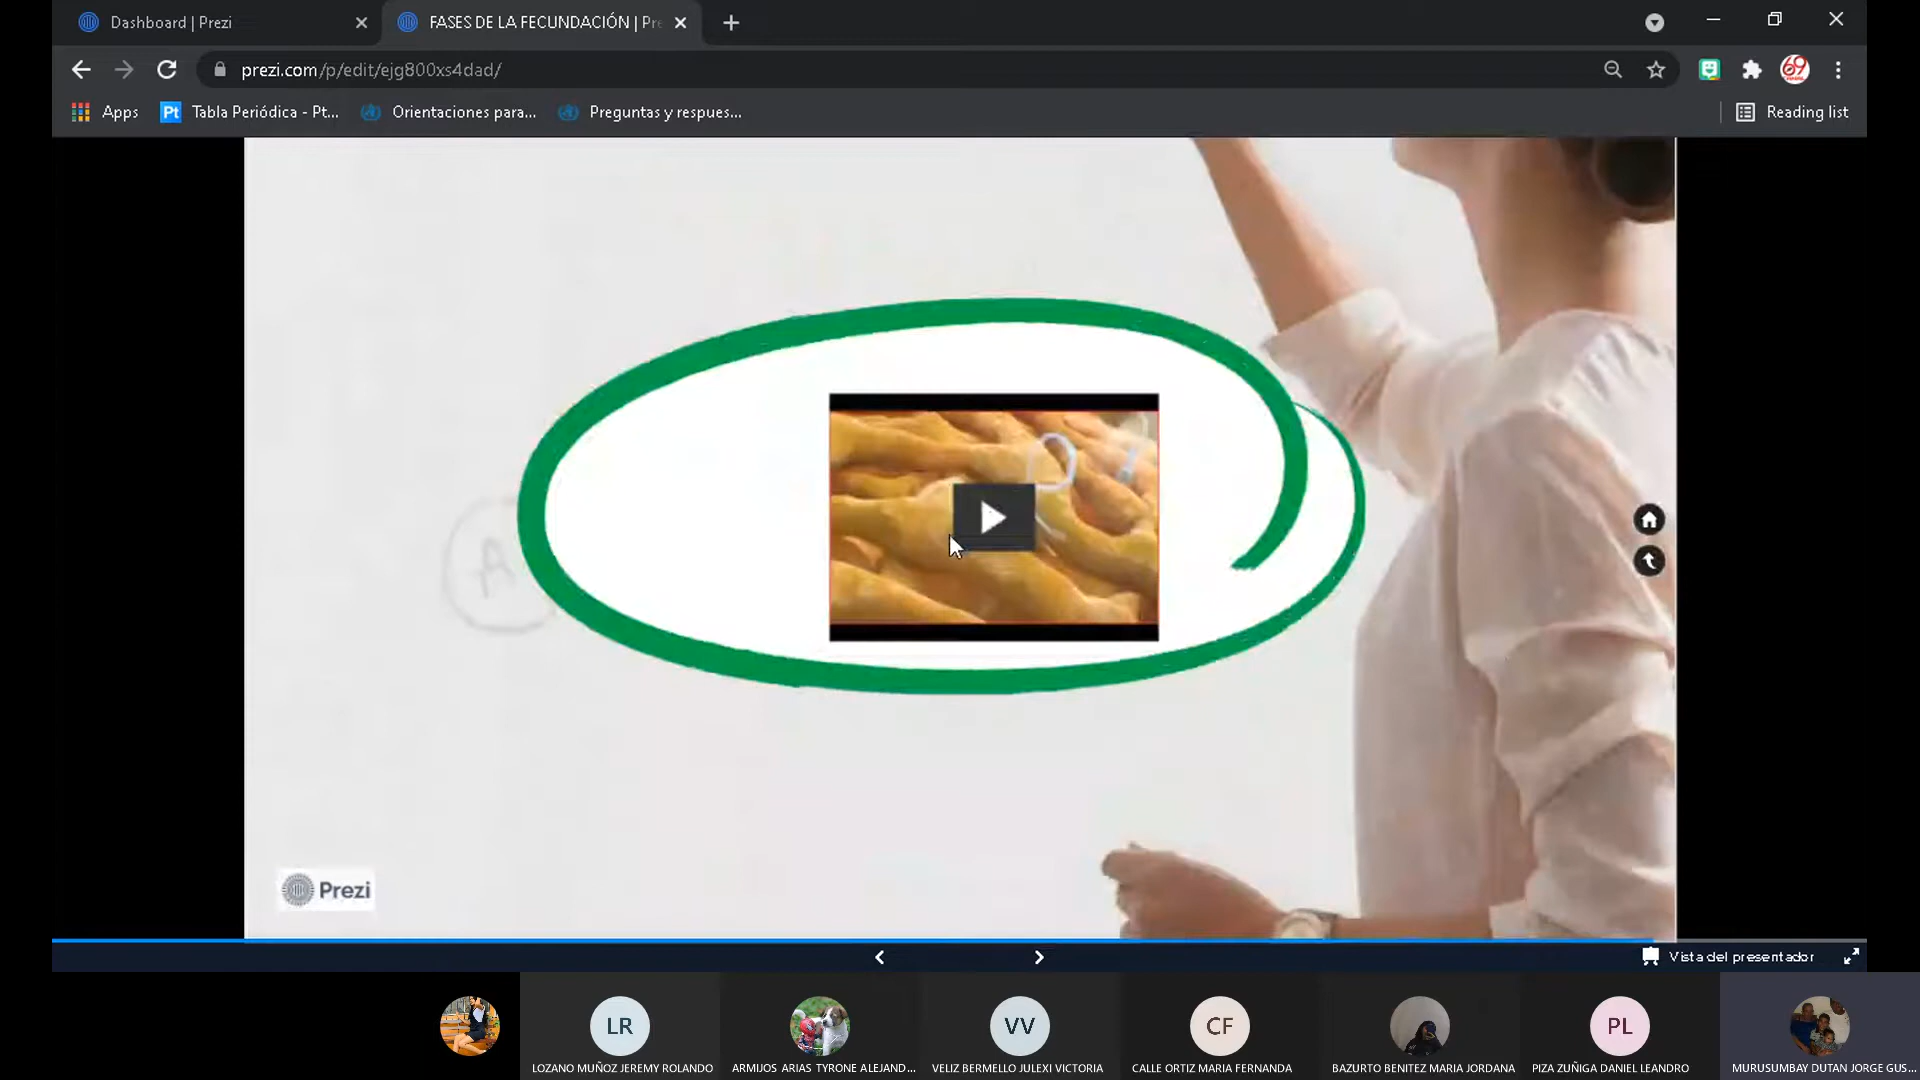 Dashboard | Prezi
FASES DE LA FECUNDACIÓN | Pre
prezi.com/p/edit/ejg800xs4dad/
Apps
Pt
Tabla Periódica - Pt...
Orientaciones para...
Preguntas y respues...
Reading list
A
Prezi
Vista del presentador
LR
VV
CF
PL
LOZANO MUÑOZ JEREMY ROLANDO
ARMIJOS ARIAS TYRONE ALEJAND...
VELIZ BERMELLO JULEXI VICTORIA
CALLE ORTIZ MARIA FERNANDA
BAZURTO BENITEZ MARIA JORDANA
PIZA ZUÑIGA DANIEL LEANDRO
MURUSUMBAY DUTAN JORGE GUS...